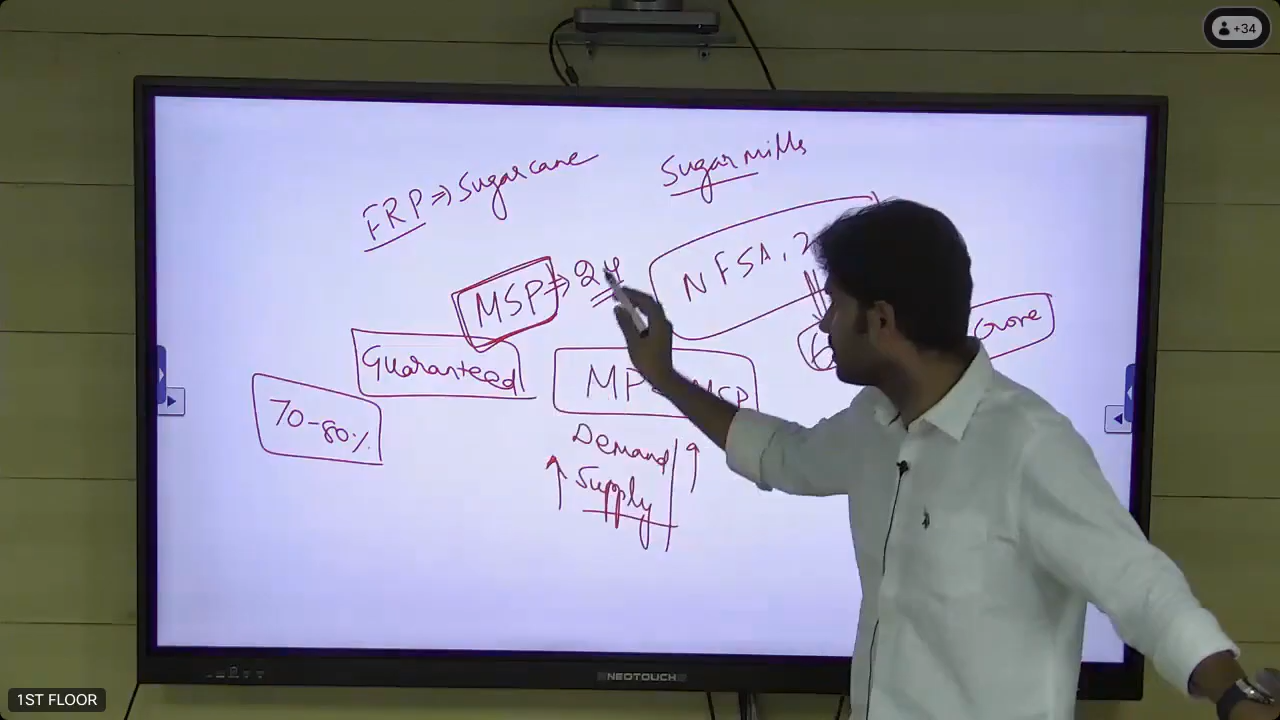 +34
FRP ⇒ Sugarcane
Sugar mills
MSP ⇒ 24
NFSA, 2
Guaranteed
MP
MSP
crore
70-80%
Demand
Supply
NEOTOUCH
1ST FLOOR